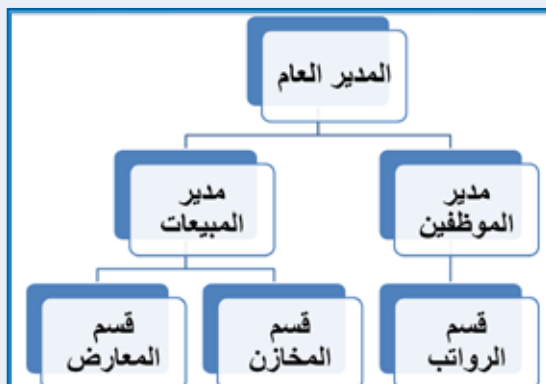 المدير العام
مدير
الموظفين
مدير
المبيعات
قسم
الرواتب
قسم
المخازن
قسم
المعارض